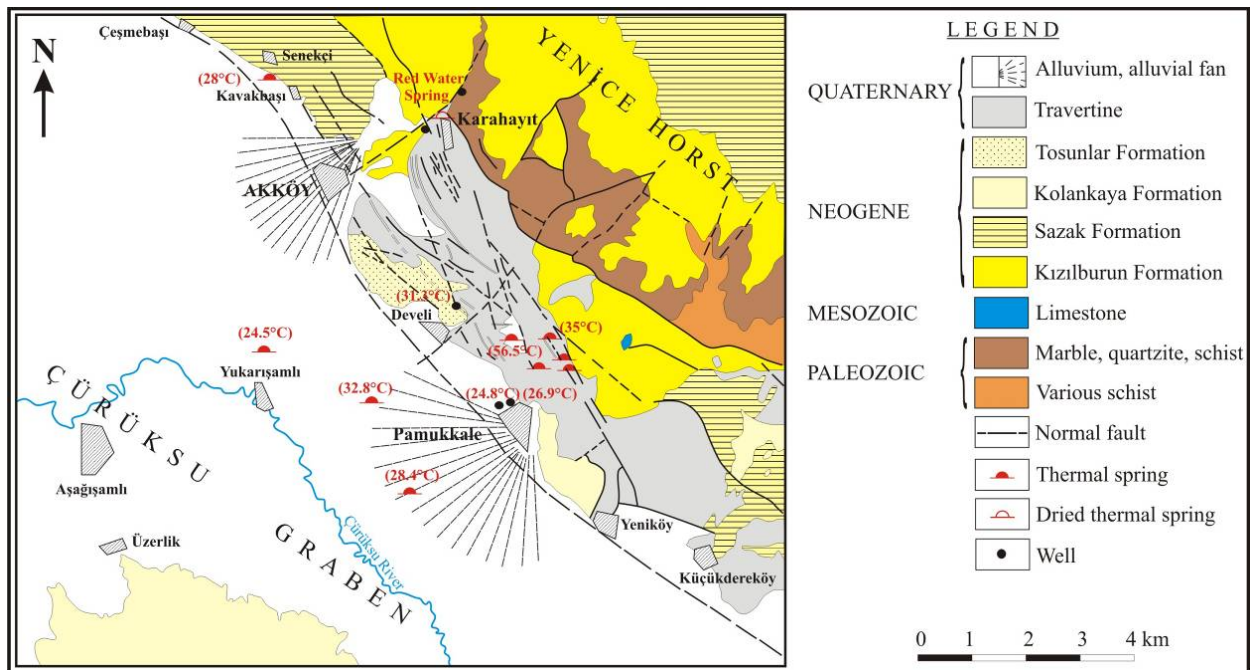 N
Çeşmebaşı
Senekçi
(28°C)
Kavakbaşı
Red Water
Spring
Karahayıt
YENİCE HORST
AKKÖY
(31.3°C)
Develi
(24.5°C)
(35°C)
(56.5°C)
Yukarışamlı
(32.8°C)
(24.8°C)
(26.9°C)
Pamukkale
(28.4°C)
Aşağışamlı
ÇÜRÜKSU
GRABEN
Çürüksu River
Üzerlik
Yeniköy
Küçükdereköy
LEGEND
QUATERNARY
Alluvium, alluvial fan
Travertine
NEOGENE
Tosunlar Formation
Kolankaya Formation
Sazak Formation
Kızılburun Formation
MESOZOIC
Limestone
PALEOZOIC
Marble, quartzite, schist
Various schist
Normal fault
Thermal spring
Dried thermal spring
Well
0 1 2 3 4 km